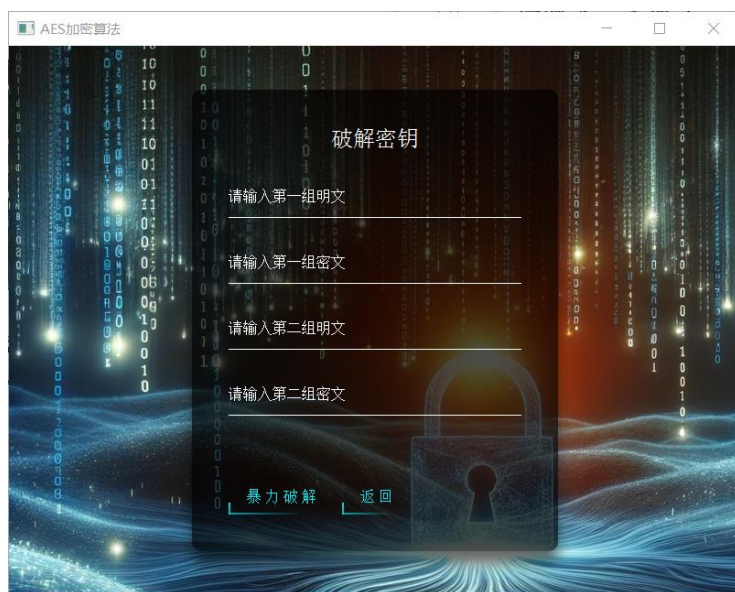 AES加密算法
破解密钥
请输入第一组明文
请输入第一组密文
请输入第二组明文
请输入第二组密文
暴力破解 返回